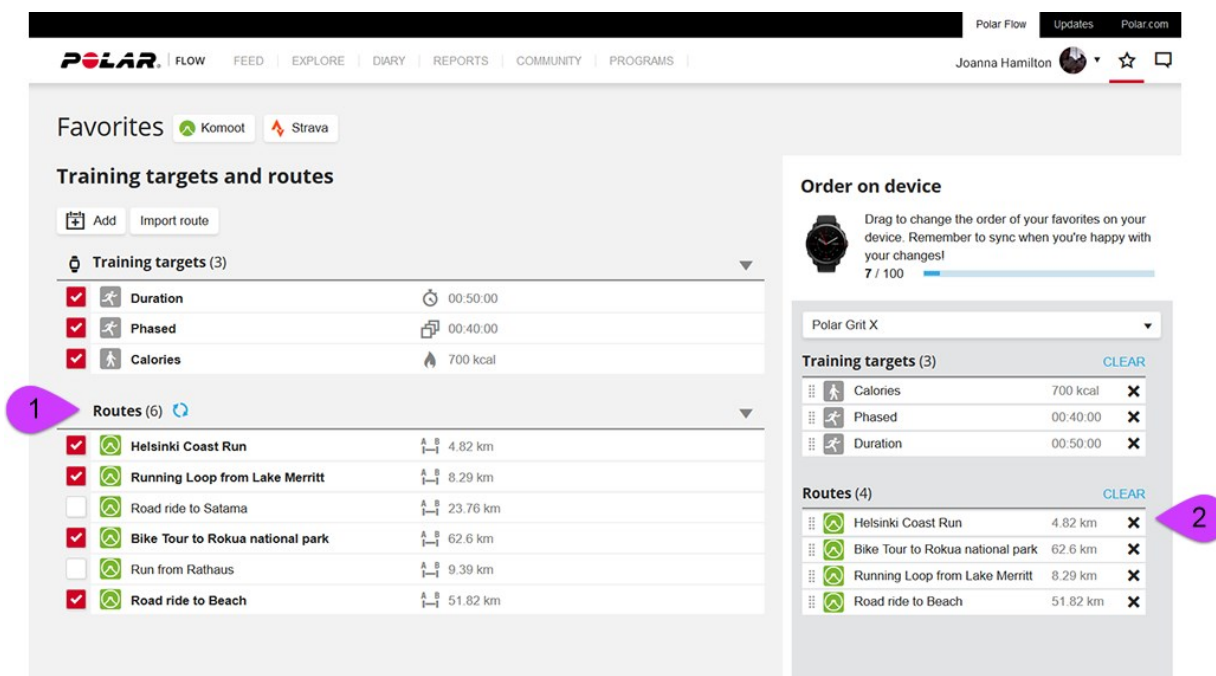 Polar Flow Updates Polar.com
POLAR. FLOW FEED EXPLORE DIARY REPORTS COMMUNITY PROGRAMS Joanna Hamilton
Favorites Komoot Strava
Training targets and routes
Add Import route
Training targets (3)
Duration 00:50:00
Phased 00:40:00
Calories 700 kcal
1
Routes (6)
Helsinki Coast Run A B 4.82 km
Running Loop from Lake Merritt A B 8.29 km
Road ride to Satama A B 23.76 km
Bike Tour to Rokua national park A B 62.6 km
Run from Rathaus A B 9.39 km
Road ride to Beach A B 51.82 km
Order on device
Drag to change the order of your favorites on your
device. Remember to sync when you're happy with
your changes!
7 / 100
Polar Grit X
Training targets (3) CLEAR
Calories 700 kcal
Phased 00:40:00
Duration 00:50:00
Routes (4) CLEAR
Helsinki Coast Run 4.82 km
2
Bike Tour to Rokua national park 62.6 km
Running Loop from Lake Merritt 8.29 km
Road ride to Beach 51.82 km